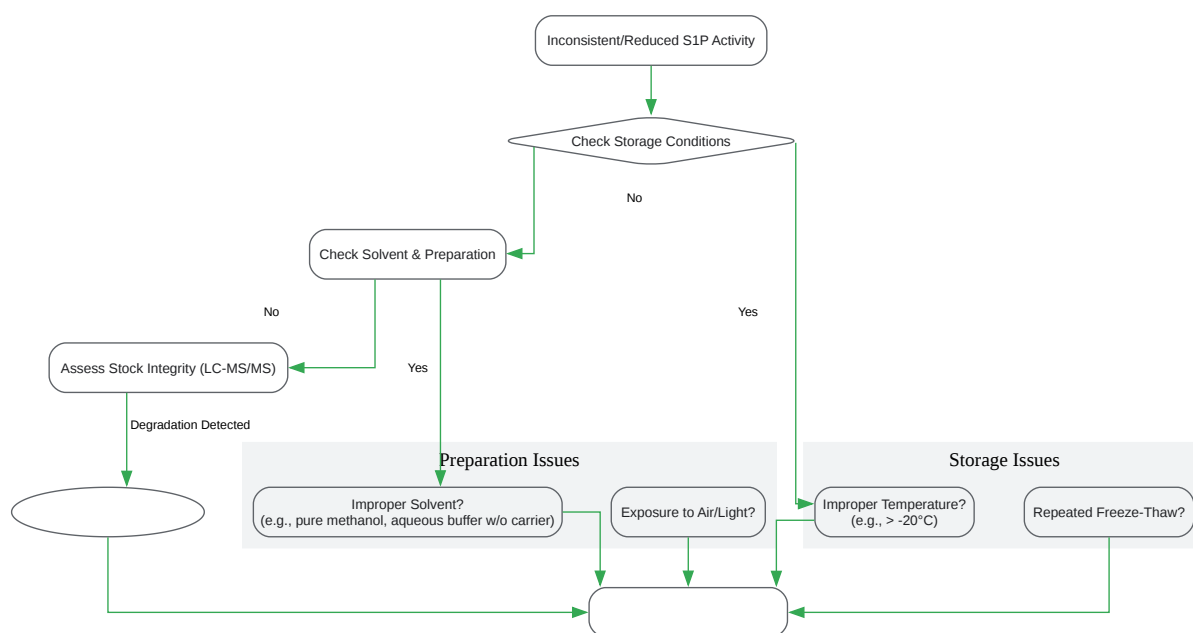 Inconsistent/Reduced S1P Activity
Check Storage Conditions
No
Check Solvent & Preparation
No
Yes
Assess Stock Integrity (LC-MS/MS)
Yes
Degradation Detected
Preparation Issues
Storage Issues
Improper Solvent?
(e.g., pure methanol, aqueous buffer w/o carrier)
Exposure to Air/Light?
Improper Temperature?
(e.g., > -20°C)
Repeated Freeze-Thaw?